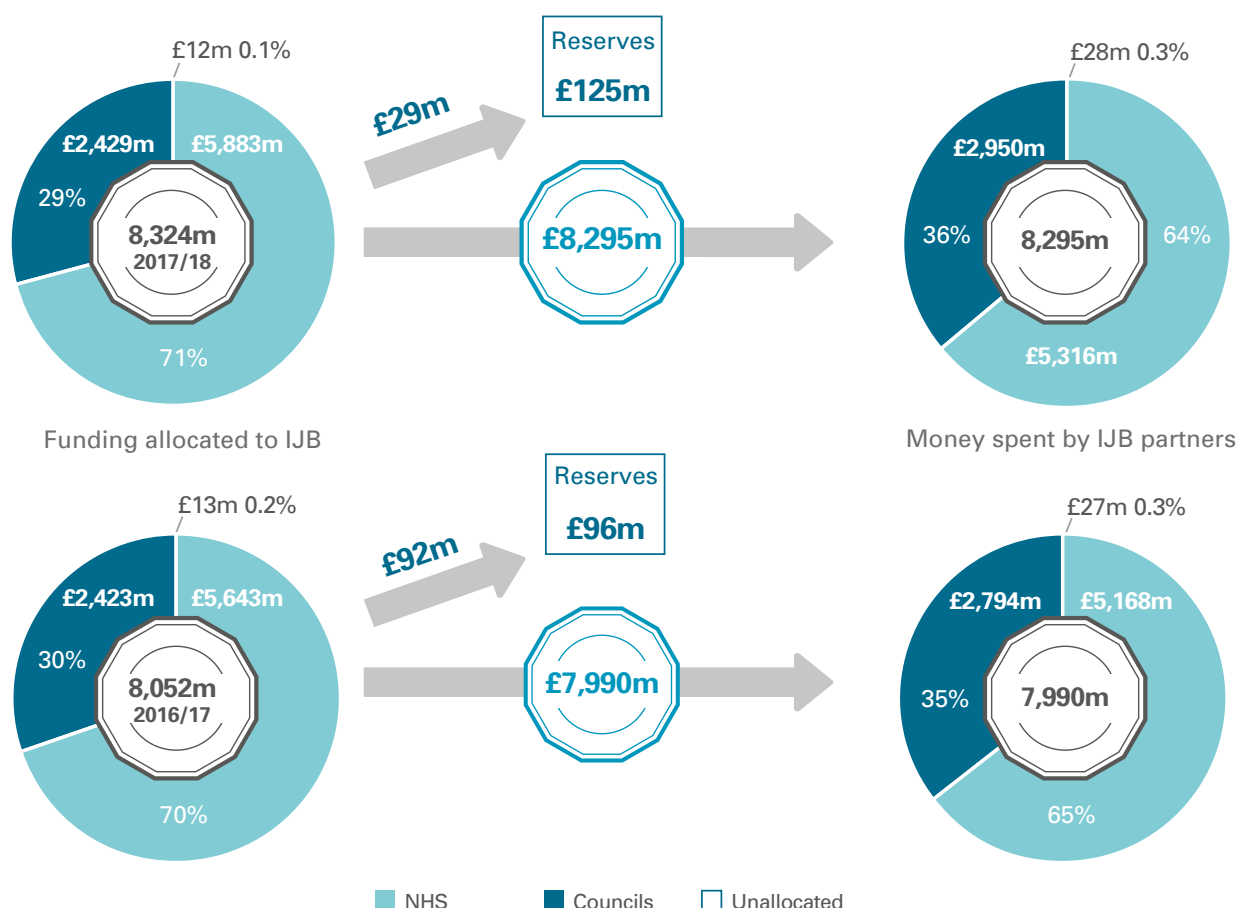 £12m 0.1%
£2,429m
£5,883m
29%
8,324m
2017/18
71%
Funding allocated to IJB
£29m
Reserves
£125m
£8,295m
£28m 0.3%
£2,950m
36%
8,295m
64%
£5,316m
Money spent by IJB partners
£13m 0.2%
£2,423m
£5,643m
30%
8,052m
2016/17
70%
£92m
Reserves
£96m
£7,990m
£27m 0.3%
£2,794m
£5,168m
35%
7,990m
65%
NHS
Councils
Unallocated